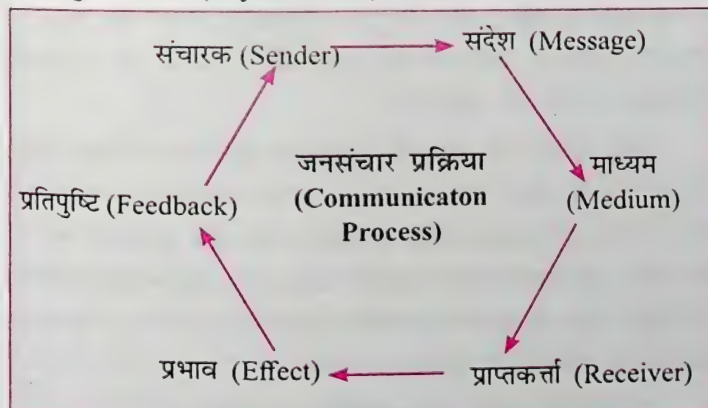 संचारक (Sender)
संदेश (Message)
जनसंचार प्रक्रिया
(Communicaton
Process)
माध्यम
(Medium)
प्रतिपुष्टि (Feedback)
प्रभाव (Effect)
प्राप्तकर्त्ता (Receiver)